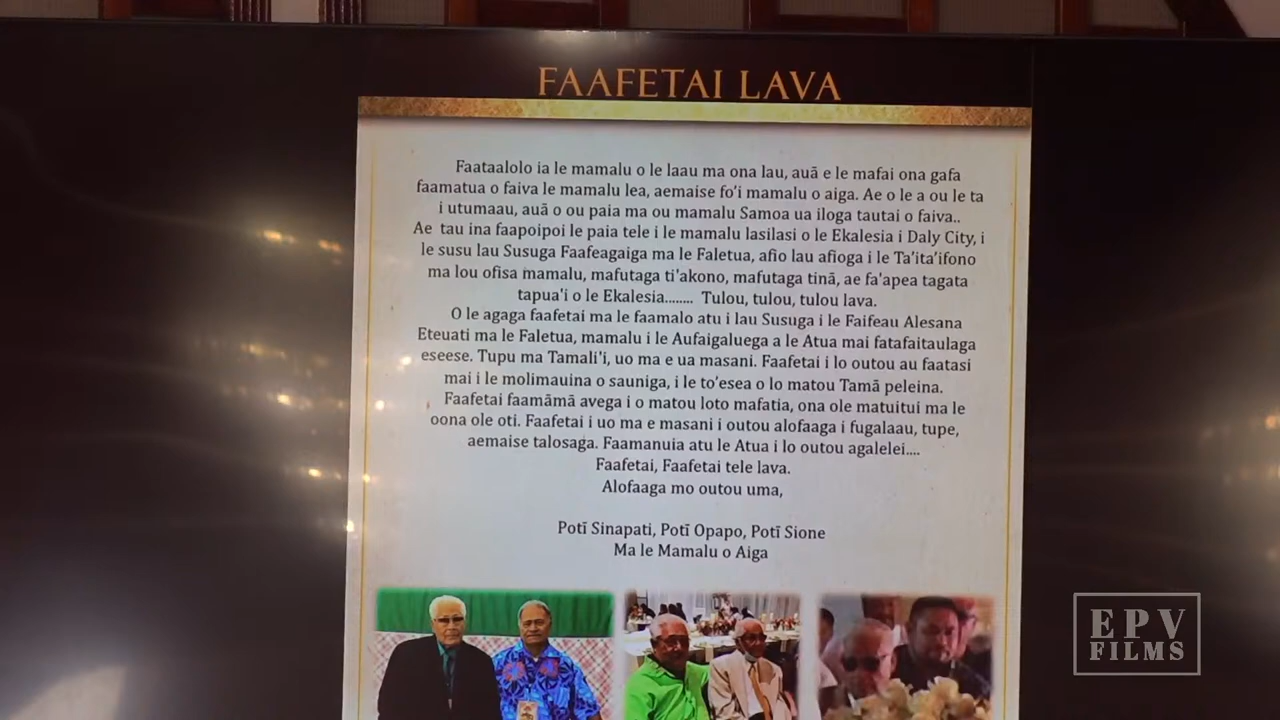 FAAFETAI LAVA
Faataalolo ia le mamalu o le laau ma ona lau, auā e le mafai ona gafa
faamatua o faiva le mamalu lea, aemaise fo'i mamalu o aiga. Ae o le a ou le ta
i utumaau, auā o ou paia ma ou mamalu Samoa ua iloga tautai o faiva..
Ae tau ina faapoipoi le paia tele i le mamalu lasilasi o le Ekalesia i Daly City, i
le susu lau Susuga Faafeagaiga ma le Faletua, afio lau afioga i le Ta'ita'ifono
ma lou ofisa mamalu, mafutaga ti'akono, mafutaga tinā, ae fa'apea tagata
tapua'i o le Ekalesia........ Tulou, tulou, tulou lava.
O le agaga faafetai ma le faamalo atu i lau Susuga i le Faifeau Alesana
Eteuati ma le Faletua, mamalu i le Aufaigaluega a le Atua mai fatafaitaulaga
eseese. Tupu ma Tamali'i, uo ma e ua masani. Faafetai i lo outou au faatasi
mai i le molimauina o sauniga, i le to'esea o lo matou Tamā peleina.
Faafetai faamāmā avega i o matou loto mafatia, ona ole matuitui ma le
oona ole oti. Faafetai i uo ma e masani i outou alofaaga i fugalaau, tupe,
aemaise talosaga. Faamanuia atu le Atua i lo outou agalelei....
Faafetai, Faafetai tele lava.
Alofaaga mo outou uma,
Potī Sinapati, Potī Opapo, Potī Sione
Ma le Mamalu o Aiga
EPV
FILMS